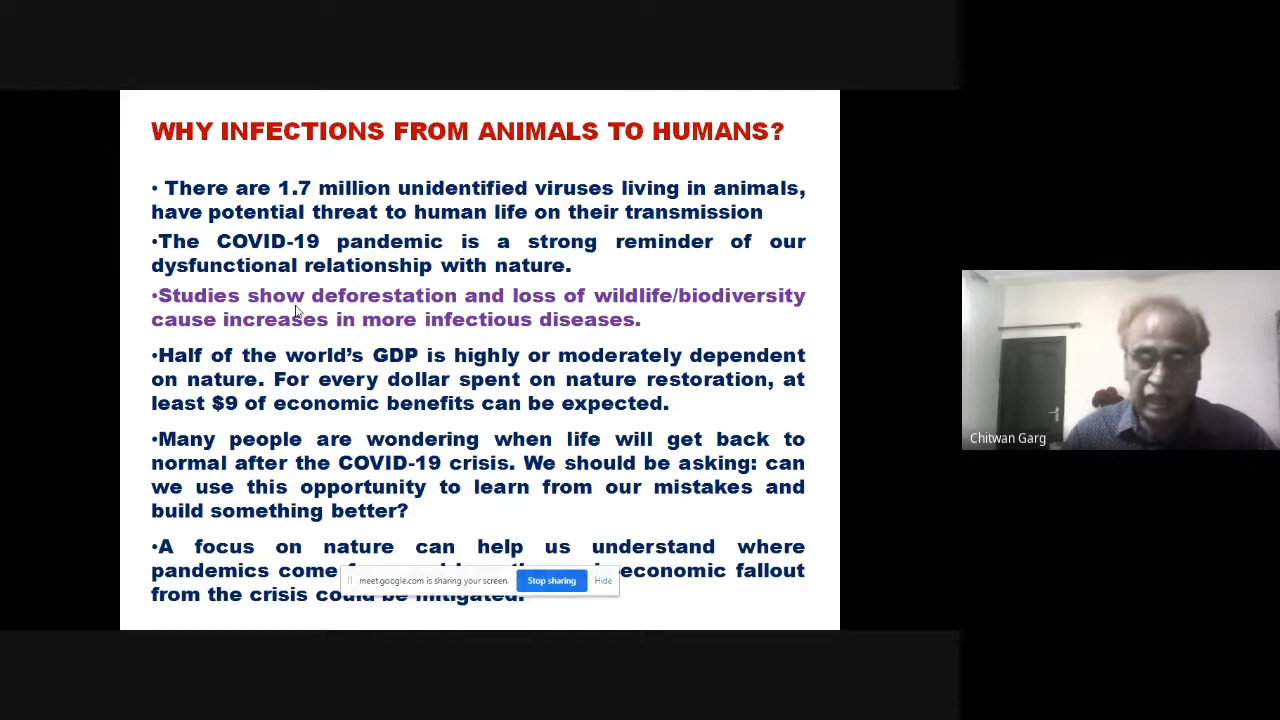 WHY INFECTIONS FROM ANIMALS TO HUMANS?
• There are 1.7 million unidentified viruses living in animals,
have potential threat to human life on their transmission
•The COVID-19 pandemic is a strong reminder of our
dysfunctional relationship with nature.
•Studies show deforestation and loss of wildlife/biodiversity
cause increases in more infectious diseases.
•Half of the world's GDP is highly or moderately dependent
on nature. For every dollar spent on nature restoration, at
least $9 of economic benefits can be expected.
•Many people are wondering when life will get back to
normal after the COVID-19 crisis. We should be asking: can
we use this opportunity to learn from our mistakes and
build something better?
•A focus on nature can help us understand where
pandemics come economic fallout
from the crisis could be mitigated.
meet.google.com is sharing your screen. Stop sharing Hide
Chitwan Garg